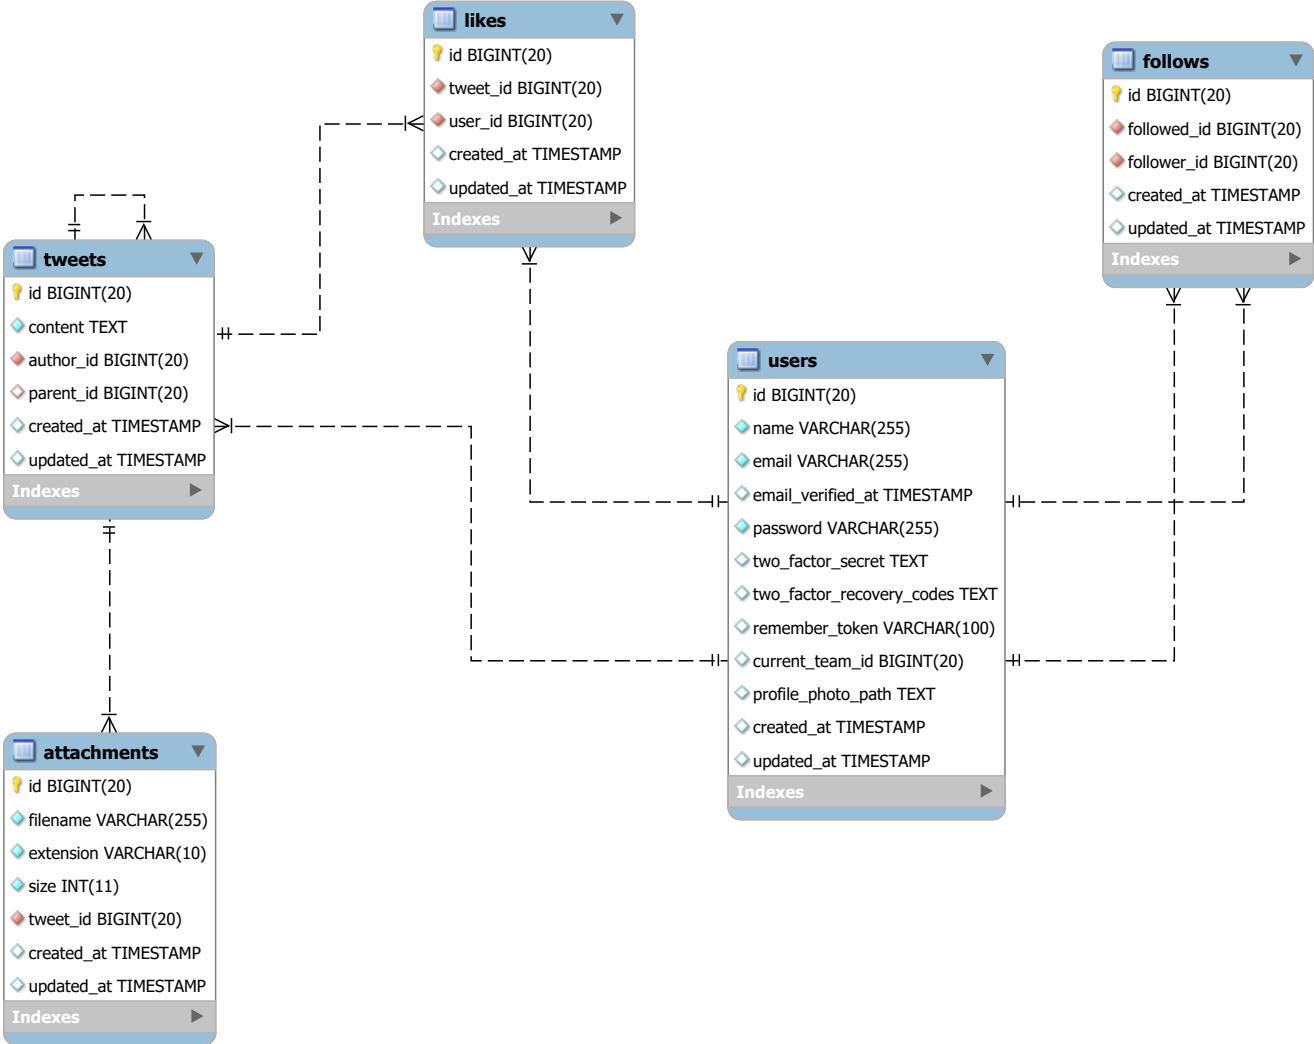 likes
id BIGINT(20)
tweet_id BIGINT(20)
user_id BIGINT(20)
created_at TIMESTAMP
updated_at TIMESTAMP
Indexes
follows
id BIGINT(20)
followed_id BIGINT(20)
follower_id BIGINT(20)
created_at TIMESTAMP
updated_at TIMESTAMP
Indexes
tweets
id BIGINT(20)
content TEXT
author_id BIGINT(20)
parent_id BIGINT(20)
created_at TIMESTAMP
updated_at TIMESTAMP
Indexes
users
id BIGINT(20)
name VARCHAR(255)
email VARCHAR(255)
email_verified_at TIMESTAMP
password VARCHAR(255)
two_factor_secret TEXT
two_factor_recovery_codes TEXT
remember_token VARCHAR(100)
current_team_id BIGINT(20)
profile_photo_path TEXT
created_at TIMESTAMP
updated_at TIMESTAMP
Indexes
attachments
id BIGINT(20)
filename VARCHAR(255)
extension VARCHAR(10)
size INT(11)
tweet_id BIGINT(20)
created_at TIMESTAMP
updated_at TIMESTAMP
Indexes